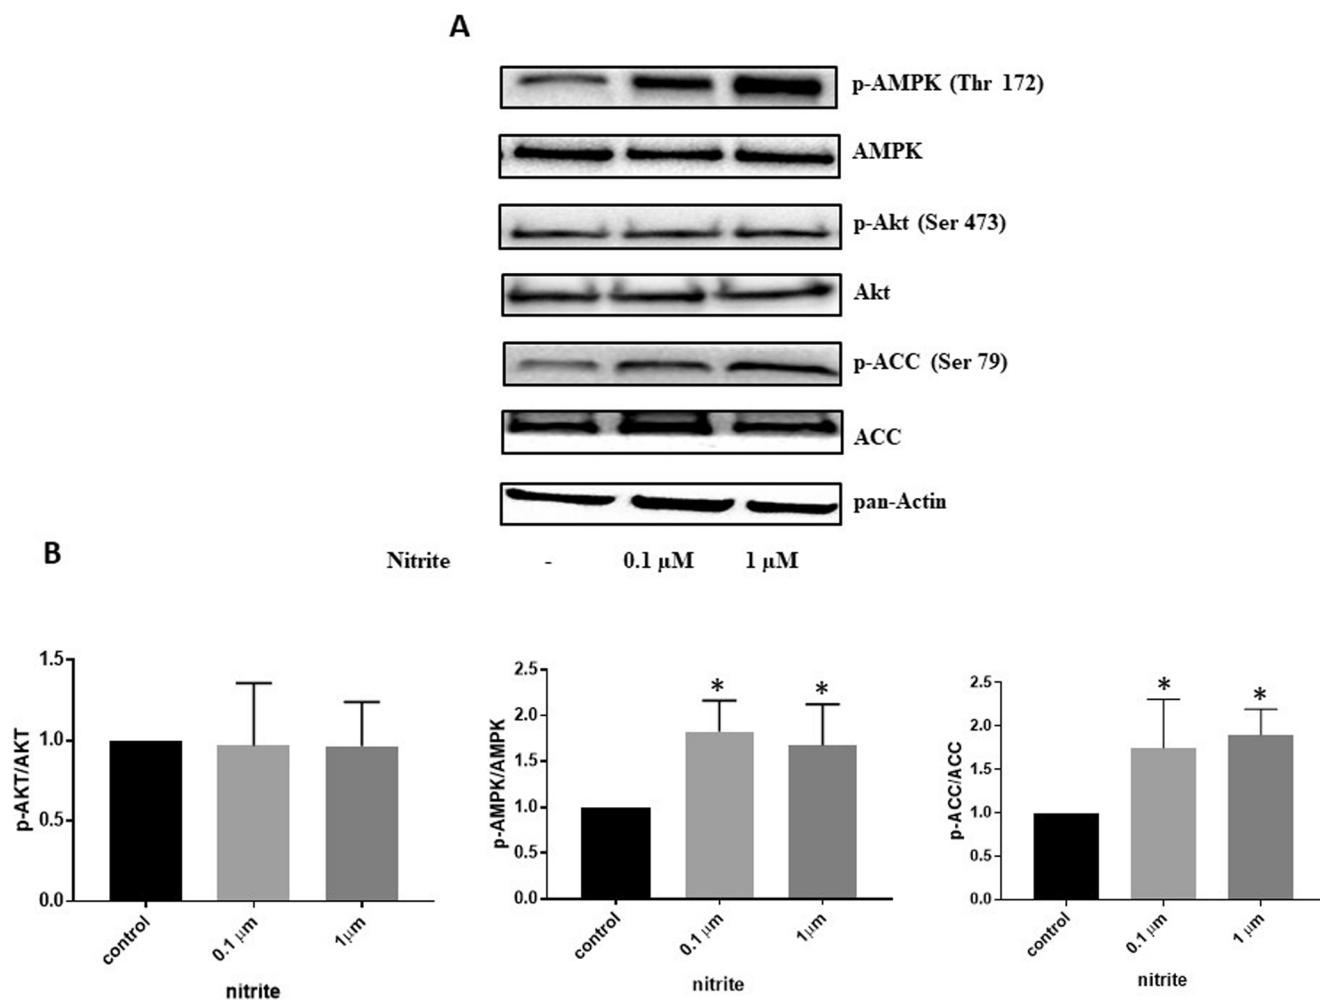 A
p-AMPK (Thr 172)
AMPK
p-Akt (Ser 473)
Akt
p-ACC (Ser 79)
ACC
pan-Actin
Nitrite - 0.1 µM 1 µM
B
p-AKT/AKT
1.5
1.0
0.5
0.0
control
0.1 µm
1µm
nitrite
p-AMPK/AMPK
2.5
2.0
1.5
1.0
0.5
0.0
* *
control
0.1 µm
1µm
nitrite
p-ACC/ACC
2.5
2.0
1.5
1.0
0.5
0.0
* *
control
0.1 µm
1 µm
nitrite